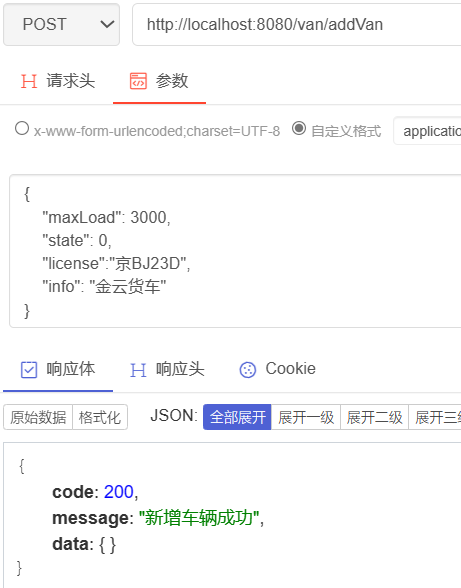 POST http://localhost:8080/van/addVan
请求头 参数
x-www-form-urlencoded;charset=UTF-8 自定义格式 applicatio
{
"maxLoad": 3000,
"state": 0,
"license":"京BJ23D",
"info": "金云货车"
}
响应体 响应头 Cookie
原始数据 格式化 JSON: 全部展开 展开一级 展开二级 展开三级
{
code: 200,
message: "新增车辆成功",
data: { }
}